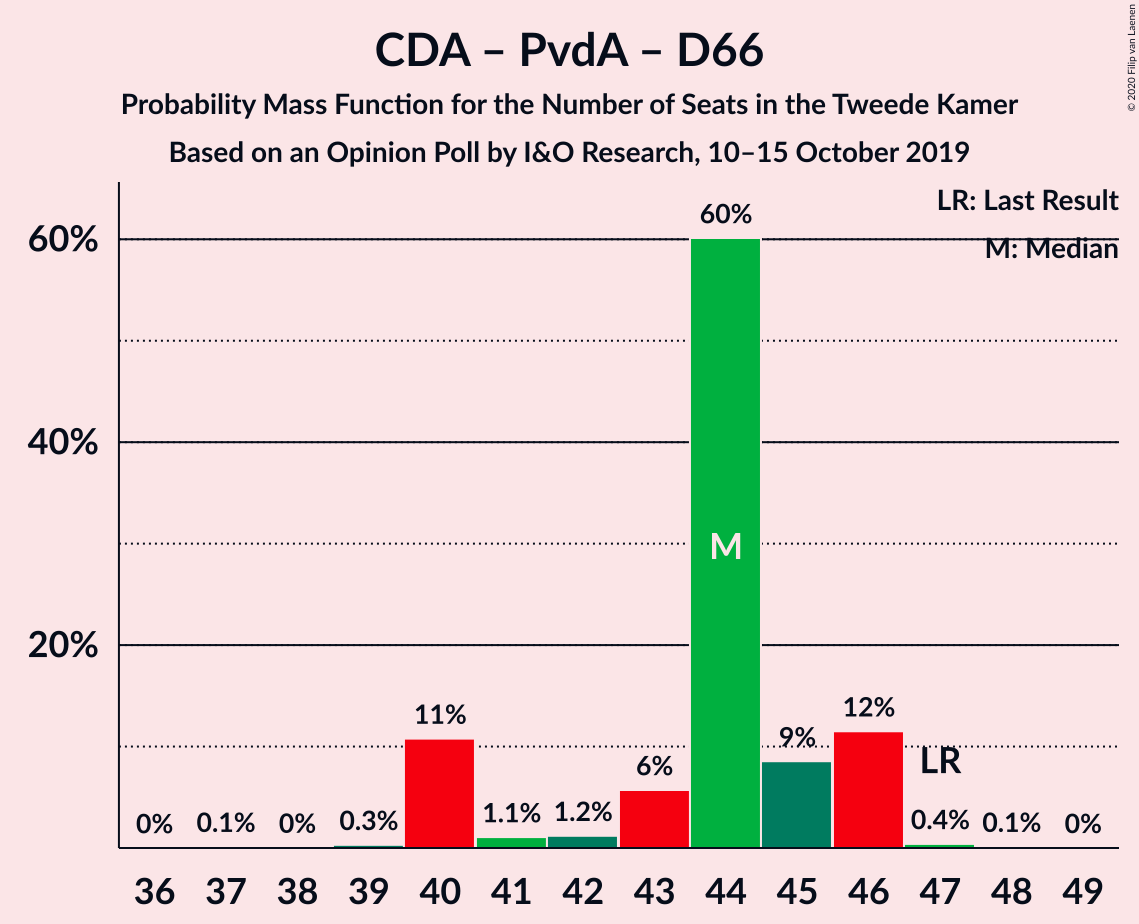 CDA – PvdA – D66
Probability Mass Function for the Number of Seats in the Tweede Kamer
Based on an Opinion Poll by I&O Research, 10–15 October 2019
© 2020 Filip van Laenen
LR: Last Result
M: Median
60%
40%
20%
0% 0.1% 0% 0.3% 11% 1.1% 1.2% 6% 60% 9% 12% 0.4% 0.1% 0%
M
LR
36 37 38 39 40 41 42 43 44 45 46 47 48 49